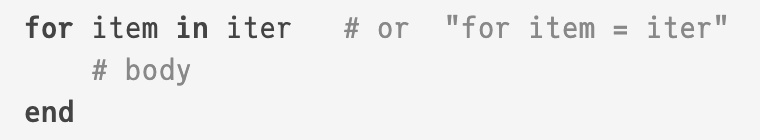 for item in iter   # or  "for item = iter"
    # body
end